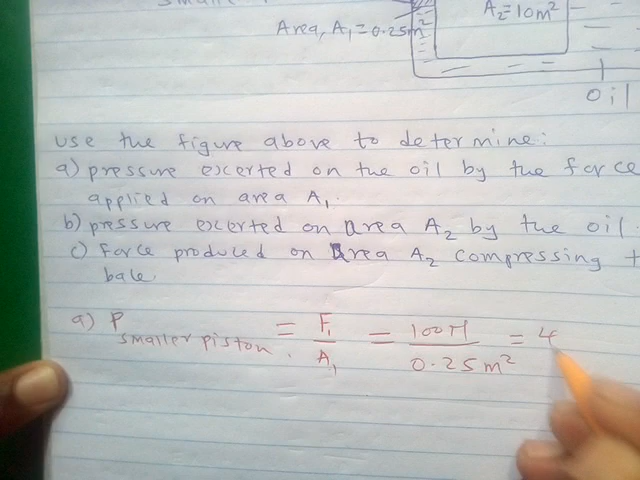 Area, A₁ = 0.25m²
A₂ = 10m²
oil
use the figure above to determine:
a) pressure excerted on the oil by the force
applied on area A₁.
b) pressure excerted on area A₂ by the oil.
c) force produced on Area A₂ compressing
bale.
a) P smaller piston. = F₁/A₁ = 100N/0.25m² = 4